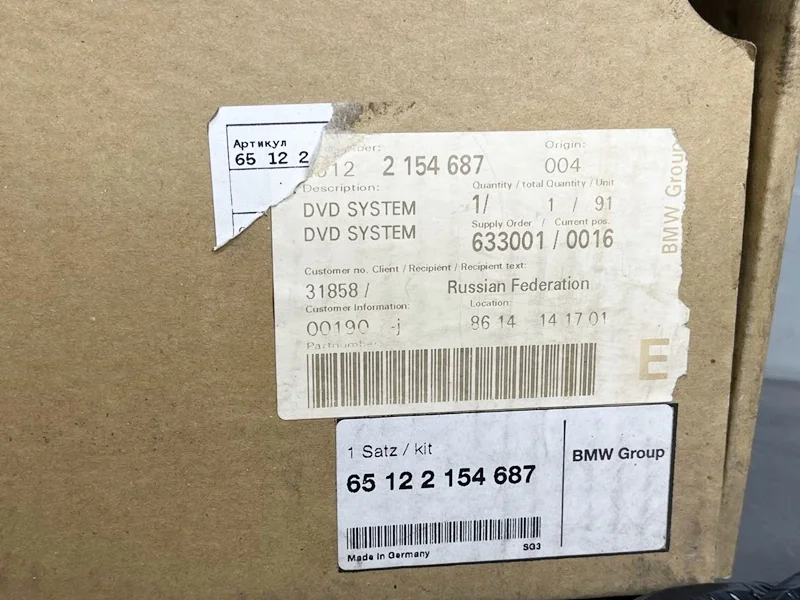 Артикул
65 12 2
Origin:
2 154 687
004
Description:
Quantity / total Quantity / Unit
DVD SYSTEM
1/ 1 / 91
DVD SYSTEM
Supply Order / Current pos.
633001 / 0016
Customer no. Client / Recipient / Recipient text:
31858 / Russian Federation
Customer Information:
Location:
00190 -j
86 14 14 17 01
Partnumber
BMW Group
E
1 Satz / kit
65 12 2 154 687
BMW Group
Made in Germany
SG3